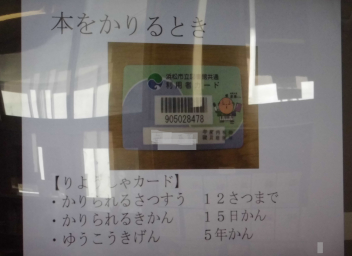 本をかりるとき
利用者カード
905028478
【りようしゃカード】
・かりられるさつすう　１２さつまで
・かりられるきかん　１５日かん
・ゆうこうきげん　５年かん